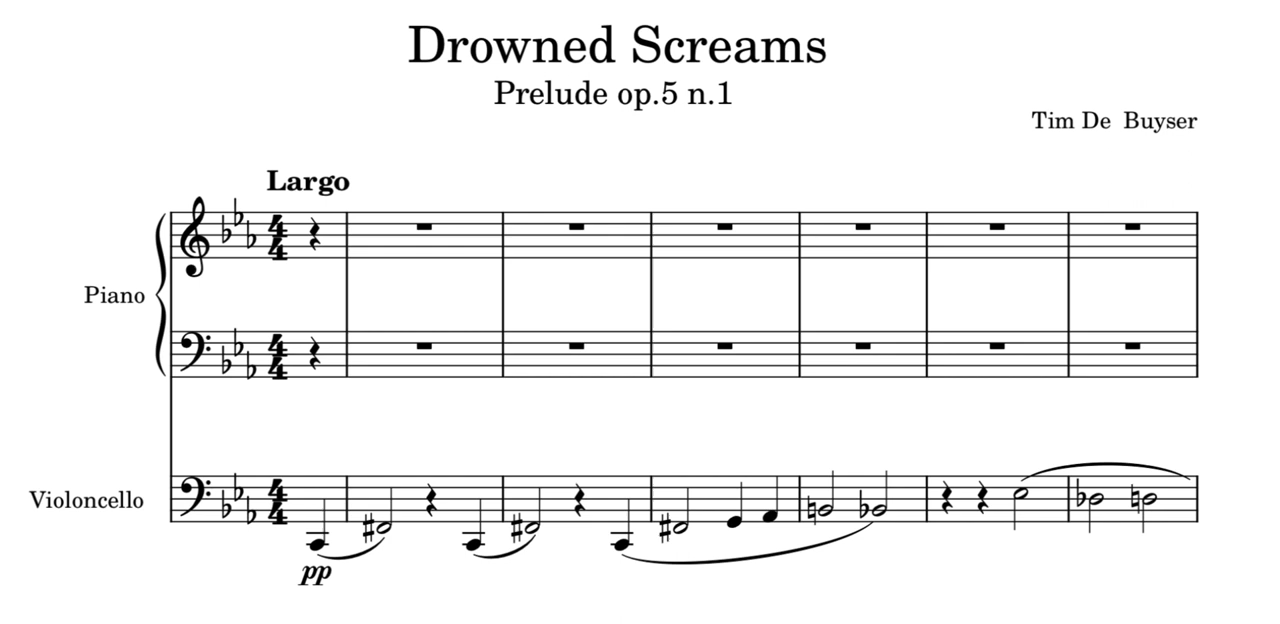 Drowned Screams
Prelude op.5 n.1
Tim De Buyser
Largo
Piano
Violoncello
pp